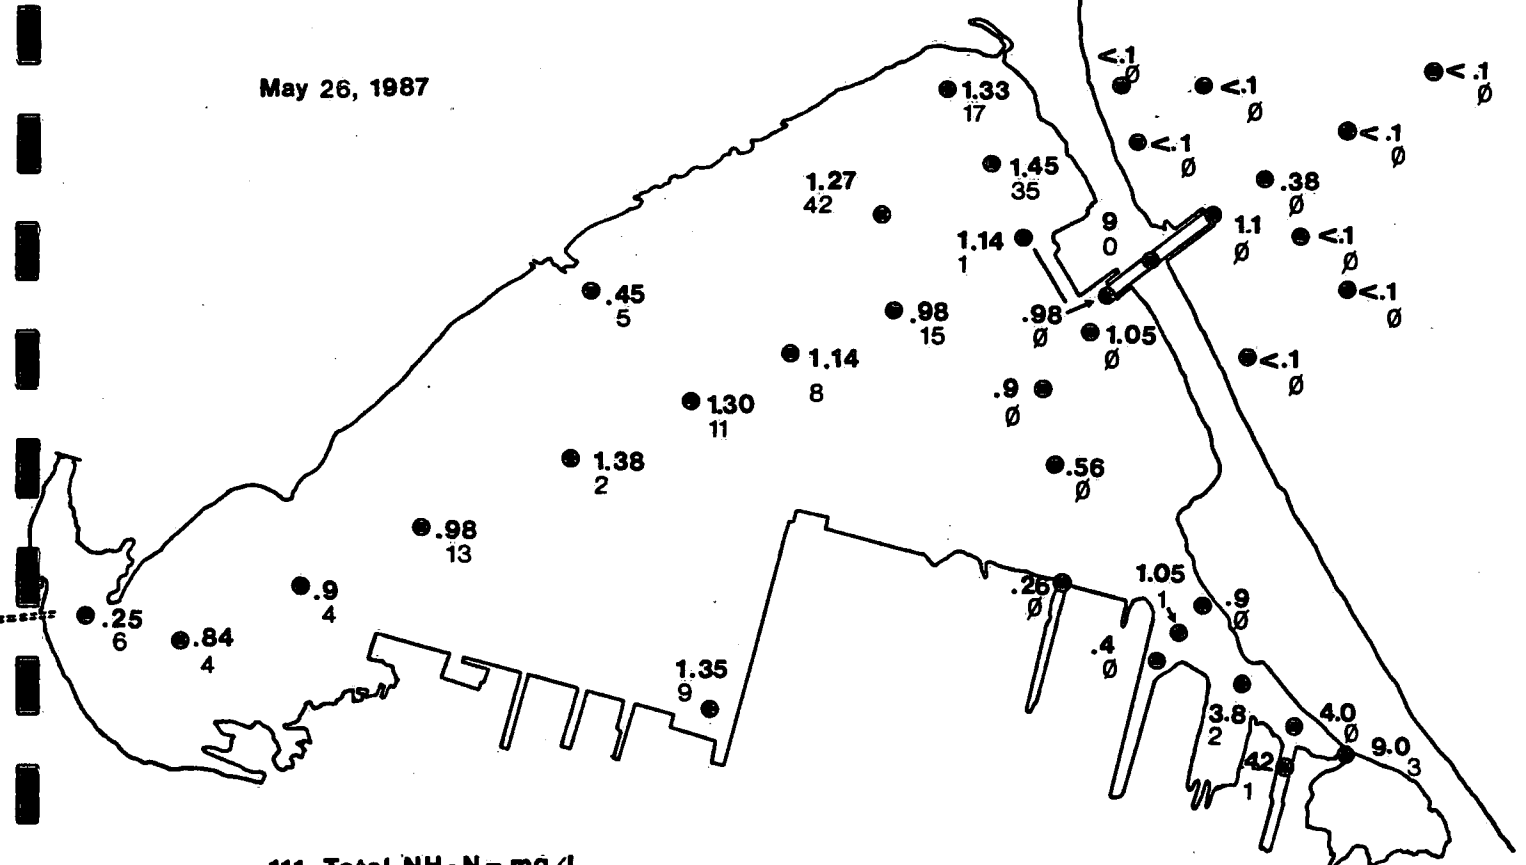 May 26, 1987
<.1
Ø
<.1
Ø
<.1
Ø
1.33
17
<.1
Ø
<.1
Ø
1.45
35
1.27
42
.38
Ø
9
0
1.1
Ø
1.14
1
<.1
Ø
.45
5
<.1
Ø
.98
15
.98
Ø
1.05
Ø
1.14
8
<.1
Ø
.9
Ø
1.30
11
1.38
2
.56
Ø
.98
13
.26
Ø
1.05
1
.9
4
.9
Ø
.25
6
.84
4
.4
Ø
1.35
9
3.8
2
4.0
Ø
9.0
3
42
1